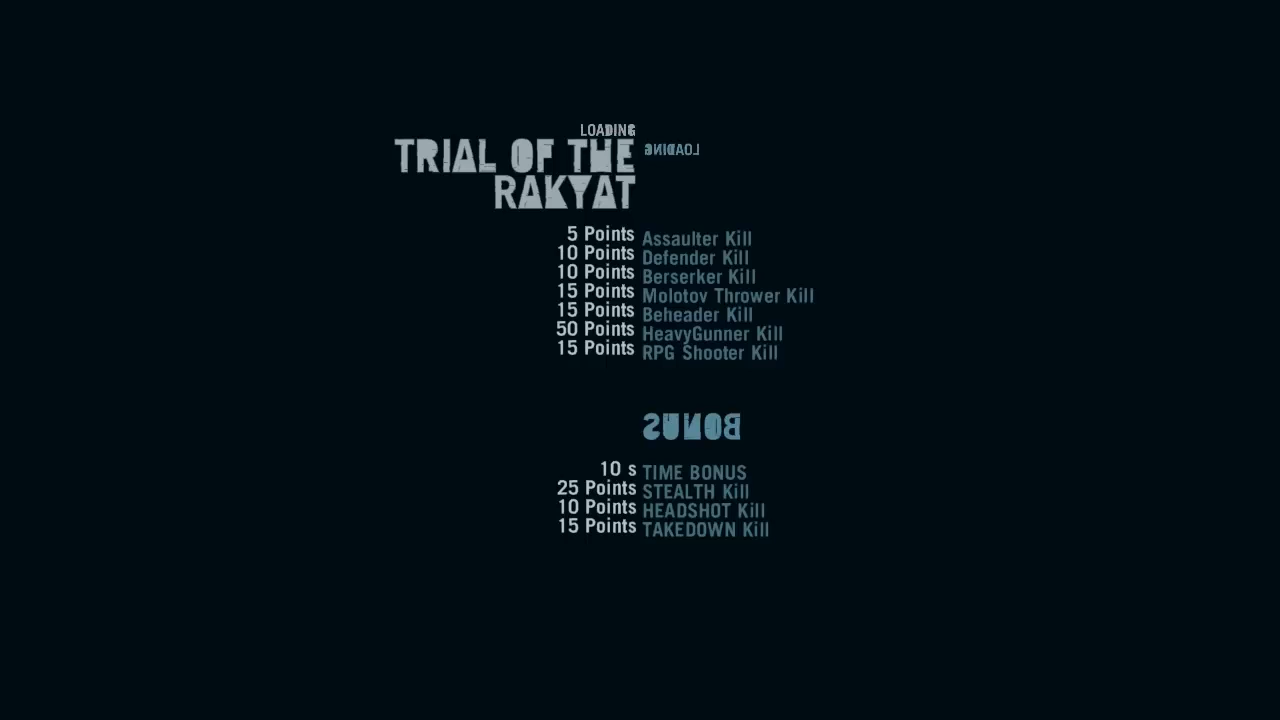 LOADING
TRIAL OF THE
LOADING
RAKYAT
5 Points Assaulter Kill
10 Points Defender Kill
10 Points Berserker Kill
15 Points Molotov Thrower Kill
15 Points Beheader Kill
50 Points HeavyGunner Kill
15 Points RPG Shooter Kill
BONUS
10 s TIME BONUS
25 Points STEALTH Kill
10 Points HEADSHOT Kill
15 Points TAKEDOWN Kill